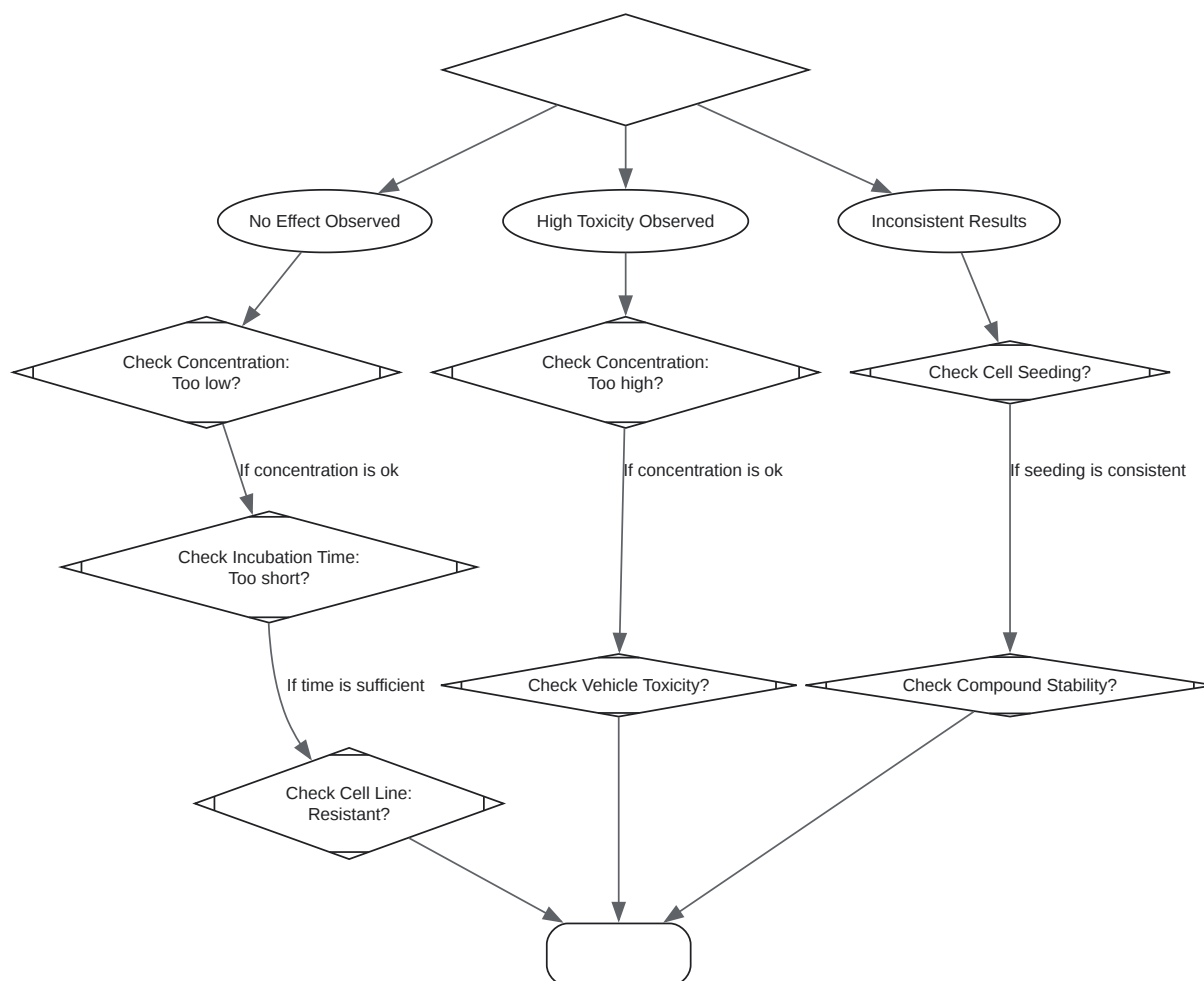 No Effect Observed
High Toxicity Observed
Inconsistent Results
Check Concentration:
Too low?
Check Concentration:
Too high?
Check Cell Seeding?
If concentration is ok
If concentration is ok
If seeding is consistent
Check Incubation Time:
Too short?
If time is sufficient
Check Vehicle Toxicity?
Check Compound Stability?
Check Cell Line:
Resistant?